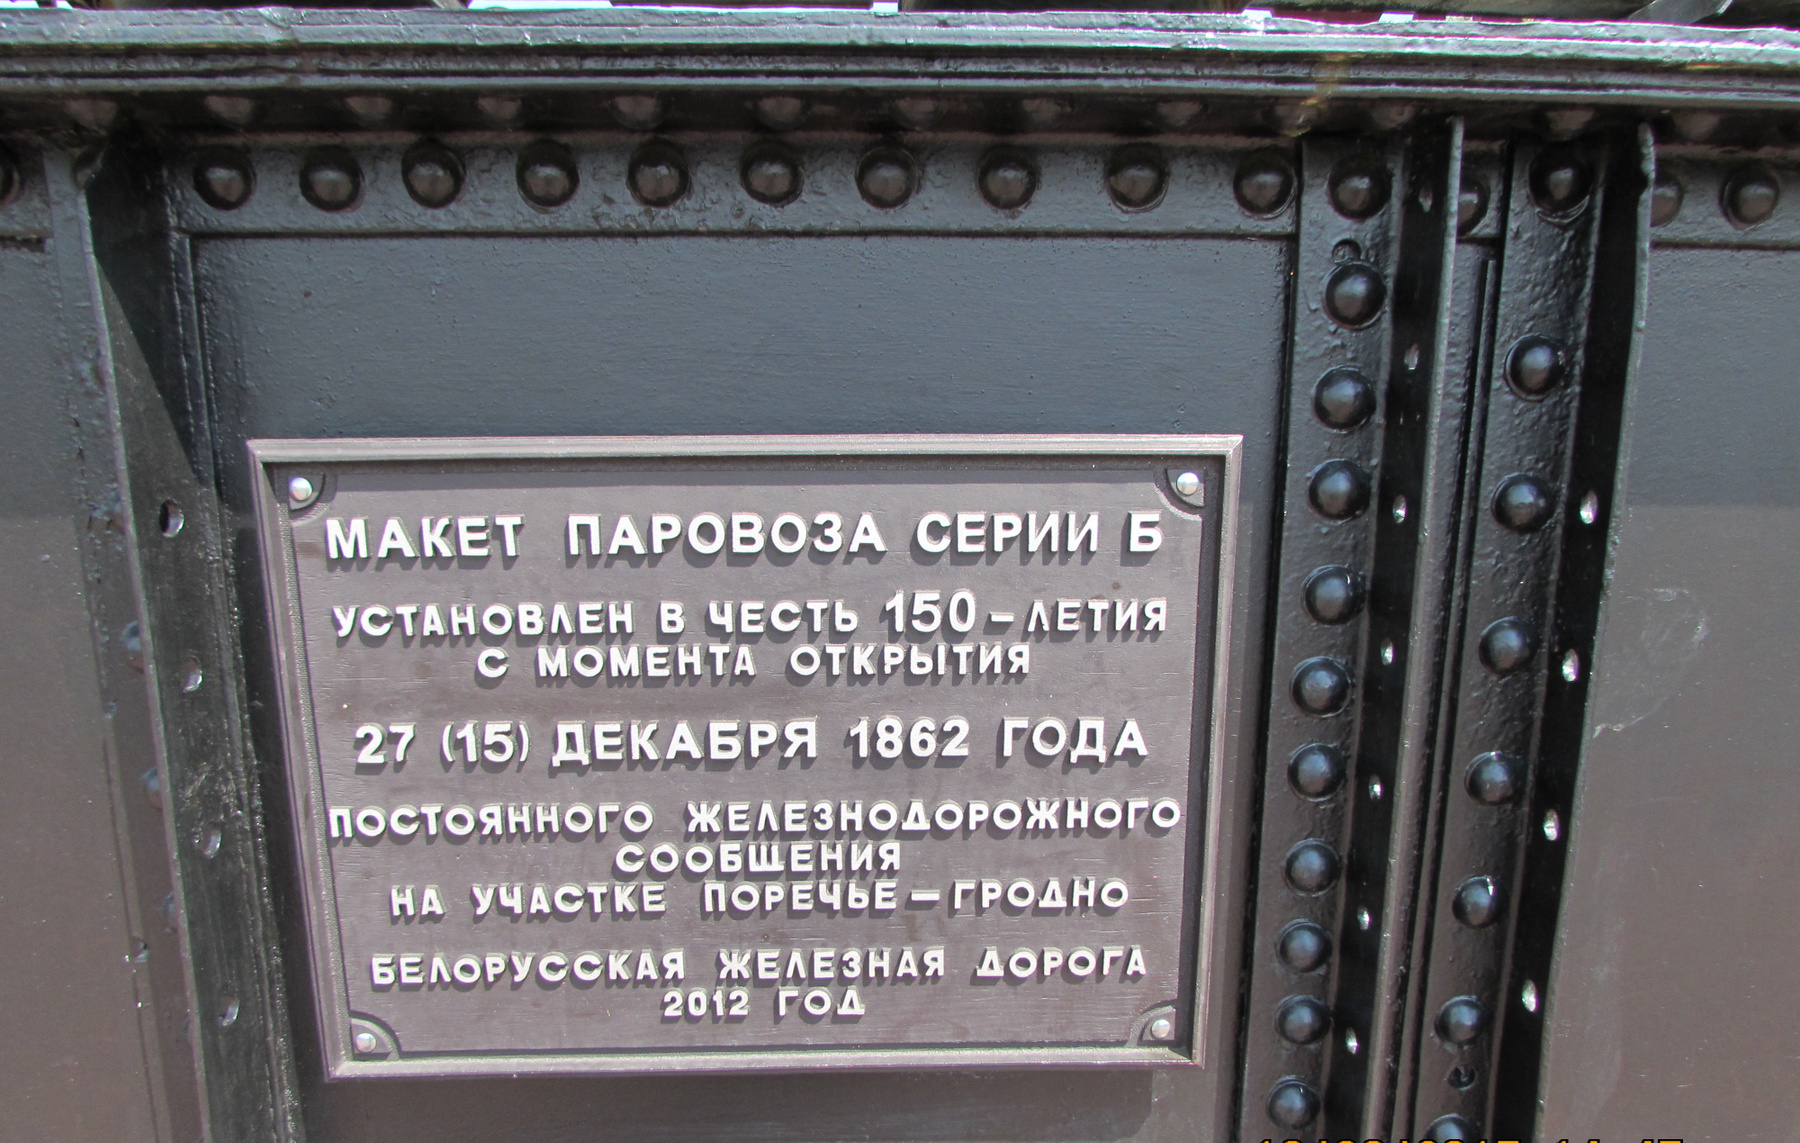 МАКЕТ ПАРОВОЗА СЕРИИ Б
УСТАНОВЛЕН В ЧЕСТЬ 150 – ЛЕТИЯ
С МОМЕНТА ОТКРЫТИЯ
27 (15) ДЕКАБРЯ 1862 ГОДА
ПОСТОЯННОГО ЖЕЛЕЗНОДОРОЖНОГО
СООБЩЕНИЯ
НА УЧАСТКЕ ПОРЕЧЬЕ – ГРОДНО
БЕЛОРУССКАЯ ЖЕЛЕЗНАЯ ДОРОГА
2012 ГОД